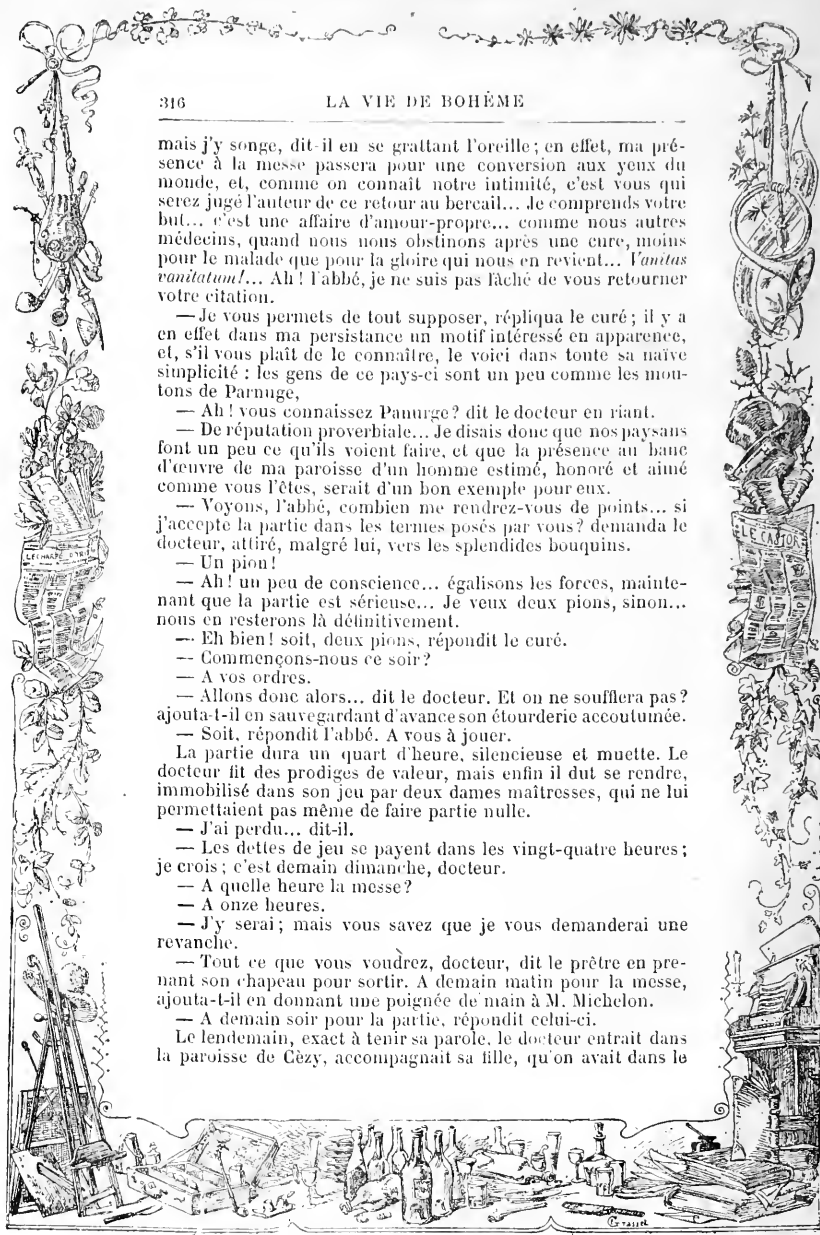 316 LA VIE DE BOHÈME
mais j'y songe, dit-il en se grattant l'oreille; en effet, ma pré-
sence à la messe passera pour une conversion aux yeux du
monde, et, comme on connaît notre intimité, c'est vous qui
serez jugé l'auteur de ce retour au bercail... Je comprends votre
but... c'est une affaire d'amour-propre... comme nous autres
médecins, quand nous nous obstinons après une cure, moins
pour le malade que pour la gloire qui nous en revient... Vanitas
vanitatum!... Ah! l'abbé, je ne suis pas fâché de vous retourner
votre citation.
— Je vous permets de tout supposer, répliqua le curé; il y a
en effet dans ma persistance un motif intéressé en apparence,
et, s'il vous plaît de le connaître, le voici dans toute sa naïve
simplicité : les gens de ce pays-ci sont un peu comme les mou-
tons de Parnuge,
— Ah! vous connaissez Panurge? dit le docteur en riant.
— De réputation proverbiale... Je disais donc que nos paysans
font un peu ce qu'ils voient faire, et que la présence au banc
d'œuvre de ma paroisse d'un homme estimé, honoré et aimé
comme vous l'êtes, serait d'un bon exemple pour eux.
— Voyons, l'abbé, combien me rendrez-vous de points... si
j'accepte la partie dans les termes posés par vous? demanda le
docteur, attiré, malgré lui, vers les splendides bouquins.
— Un pion!
— Ah! un peu de conscience... égalisons les forces, mainte-
nant que la partie est sérieuse... Je veux deux pions, sinon...
nous en resterons là définitivement.
— Eh bien! soit, deux pions, répondit le curé.
— Commençons-nous ce soir?
— A vos ordres.
— Allons donc alors... dit le docteur. Et on ne soufflera pas?
ajouta-t-il en sauvegardant d'avance son étourderie accoutumée.
— Soit, répondit l'abbé. A vous à jouer.
La partie dura un quart d'heure, silencieuse et muette. Le
docteur fit des prodiges de valeur, mais enfin il dut se rendre,
immobilisé dans son jeu par deux dames maîtresses, qui ne lui
permettaient pas même de faire partie nulle.
— J'ai perdu... dit-il.
— Les dettes de jeu se payent dans les vingt-quatre heures;
je crois; c'est demain dimanche, docteur.
— A quelle heure la messe?
— A onze heures.
— J'y serai; mais vous savez que je vous demanderai une
revanche.
— Tout ce que vous voudrez, docteur, dit le prêtre en pre-
nant son chapeau pour sortir. A demain matin pour la messe,
ajouta-t-il en donnant une poignée de main à M. Michelon.
— A demain soir pour la partie, répondit celui-ci.
Le lendemain, exact à tenir sa parole, le docteur entrait dans
la paroisse de Cèzy, accompagnait sa fille, qu'on avait dans le
LE CASTOR
Grasset